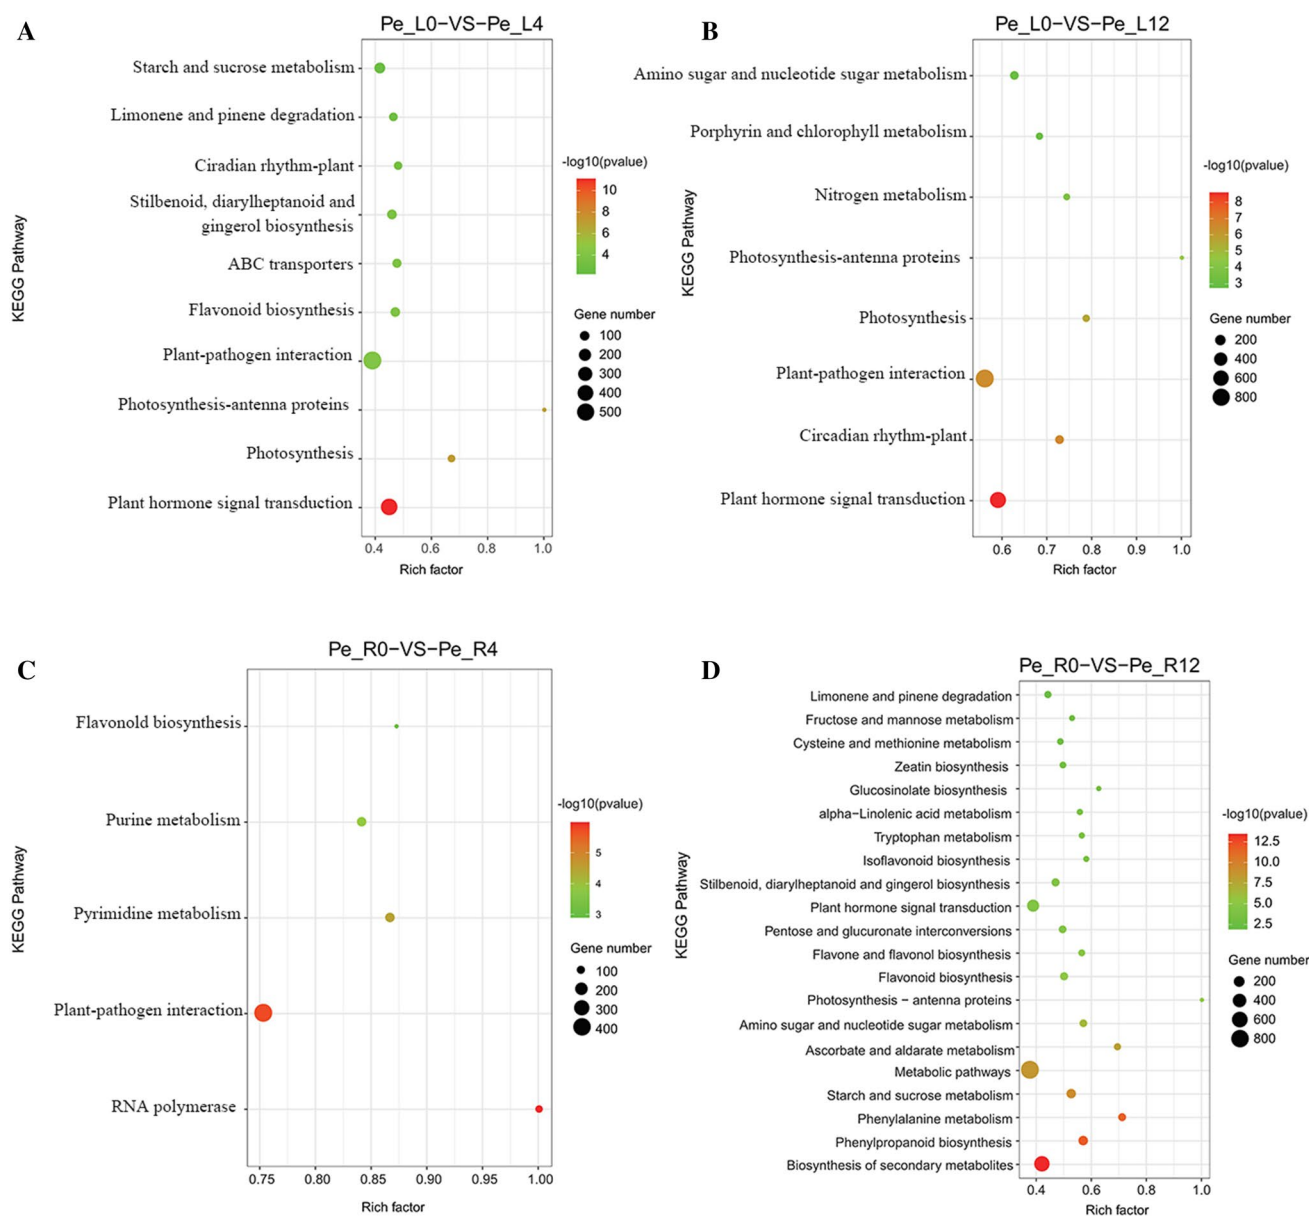 A
Pe_L0−VS−Pe_L4
KEGG Pathway
Starch and sucrose metabolism
Limonene and pinene degradation
Ciradian rhythm-plant
Stilbenoid, diarylheptanoid and
gingerol biosynthesis
ABC transporters
Flavonoid biosynthesis
Plant-pathogen interaction
Photosynthesis-antenna proteins
Photosynthesis
Plant hormone signal transduction
0.4 0.6 0.8 1.0
Rich factor
-log10(pvalue)
10
8
6
4
Gene number
100
200
300
400
500
B
Pe_L0−VS−Pe_L12
KEGG Pathway
Amino sugar and nucleotide sugar metabolism
Porphyrin and chlorophyll metabolism
Nitrogen metabolism
Photosynthesis-antenna proteins
Photosynthesis
Plant-pathogen interaction
Circadian rhythm-plant
Plant hormone signal transduction
0.6 0.7 0.8 0.9 1.0
Rich factor
-log10(pvalue)
8
7
6
5
4
3
Gene number
200
400
600
800
C
Pe_R0−VS−Pe_R4
KEGG Pathway
Flavonold biosynthesis
Purine metabolism
Pyrimidine metabolism
Plant-pathogen interaction
RNA polymerase
0.75 0.80 0.85 0.90 0.95 1.00
Rich factor
-log10(pvalue)
5
4
3
Gene number
100
200
300
400
D
Pe_R0−VS−Pe_R12
KEGG Pathway
Limonene and pinene degradation
Fructose and mannose metabolism
Cysteine and methionine metabolism
Zeatin biosynthesis
Glucosinolate biosynthesis
alpha−Linolenic acid metabolism
Tryptophan metabolism
Isoflavonoid biosynthesis
Stilbenoid, diarylheptanoid and gingerol biosynthesis
Plant hormone signal transduction
Pentose and glucuronate interconversions
Flavone and flavonol biosynthesis
Flavonoid biosynthesis
Photosynthesis − antenna proteins
Amino sugar and nucleotide sugar metabolism
Ascorbate and aldarate metabolism
Metabolic pathways
Starch and sucrose metabolism
Phenylalanine metabolism
Phenylpropanoid biosynthesis
Biosynthesis of secondary metabolites
0.4 0.6 0.8 1.0
Rich factor
-log10(pvalue)
12.5
10.0
7.5
5.0
2.5
Gene number
200
400
600
800